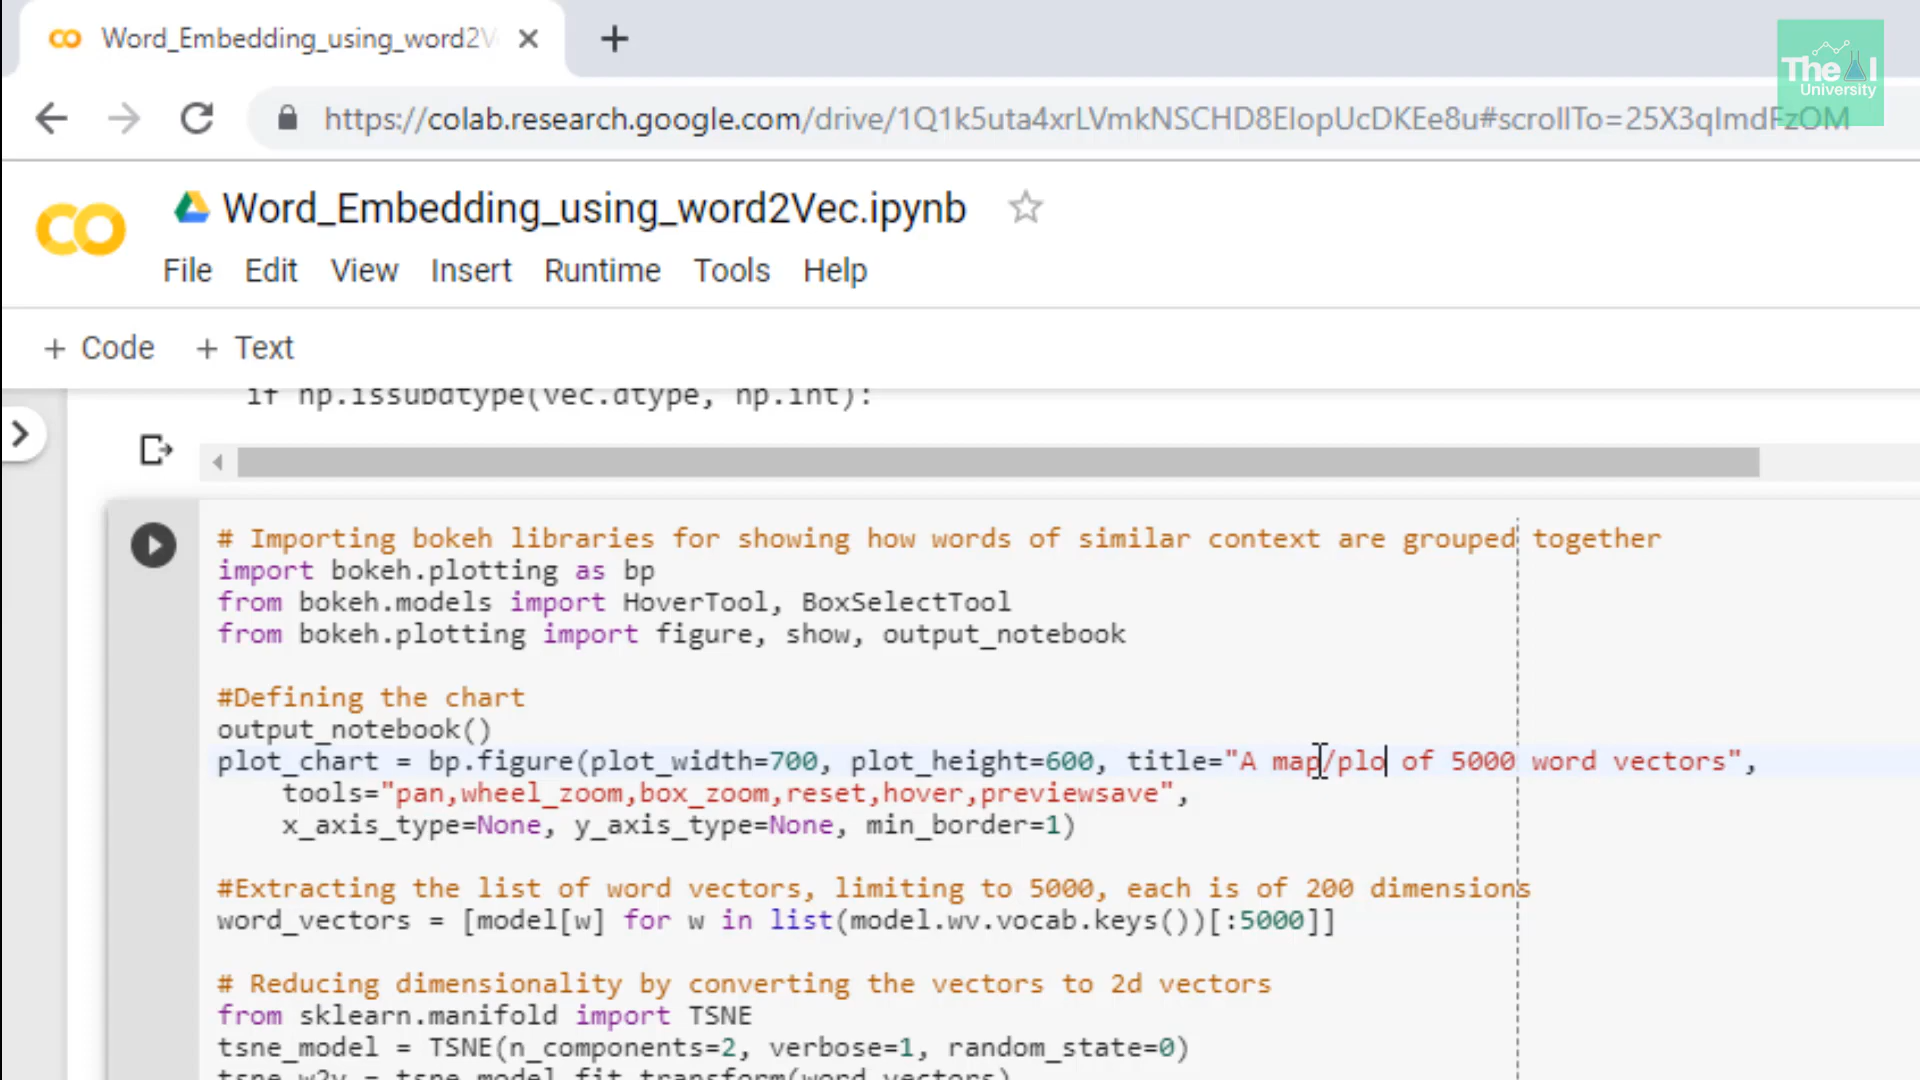 Word_Embedding_using_word2V
The AI
University
https://colab.research.google.com/drive/1Q1k5uta4xrLVmkNSCHD8ElopUcDKEe8u#scrollTo=25X3qImdFzOM
CO
Word_Embedding_using_word2Vec.ipynb
File Edit View Insert Runtime Tools Help
+ Code + Text
if np.issubdtype(vec.dtype, np.int):
# Importing bokeh libraries for showing how words of similar context are grouped together
import bokeh.plotting as bp
from bokeh.models import HoverTool, BoxSelectTool
from bokeh.plotting import figure, show, output_notebook
#Defining the chart
output_notebook()
plot_chart = bp.figure(plot_width=700, plot_height=600, title="A map/plo of 5000 word vectors",
tools="pan,wheel_zoom,box_zoom,reset,hover,previewsave",
x_axis_type=None, y_axis_type=None, min_border=1)
#Extracting the list of word vectors, limiting to 5000, each is of 200 dimensions
word_vectors = [model[w] for w in list(model.wv.vocab.keys())[:5000]]
# Reducing dimensionality by converting the vectors to 2d vectors
from sklearn.manifold import TSNE
tsne_model = TSNE(n_components=2, verbose=1, random_state=0)
tsne_w2v = tsne_model.fit_transform(word_vectors)